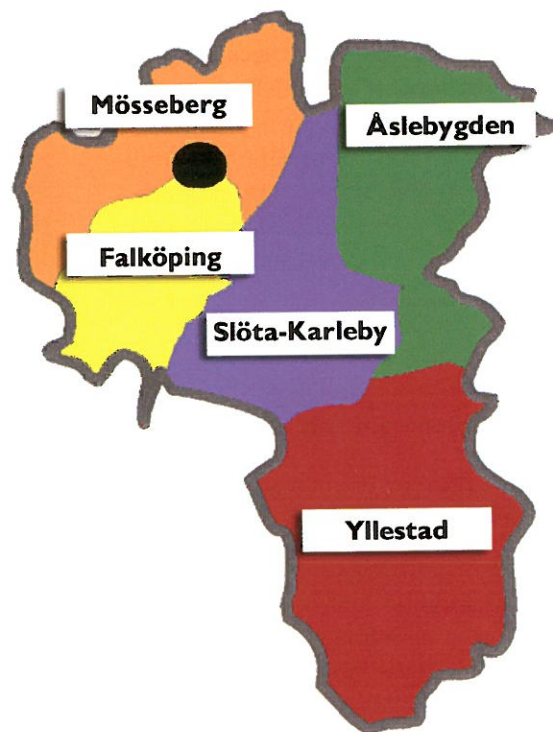 Mösseberg
Åslebygden
Falköping
Slöta-Karleby
Yllestad